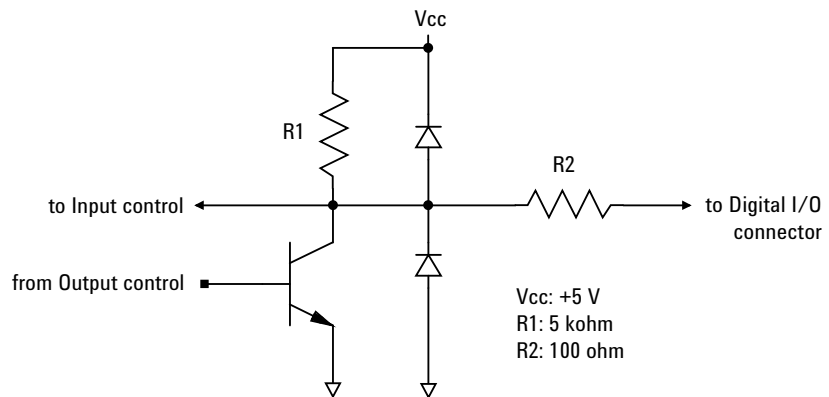 Vcc
R1
R2
to Input control
to Digital I/O
connector
from Output control
Vcc: +5 V
R1: 5 kohm
R2: 100 ohm